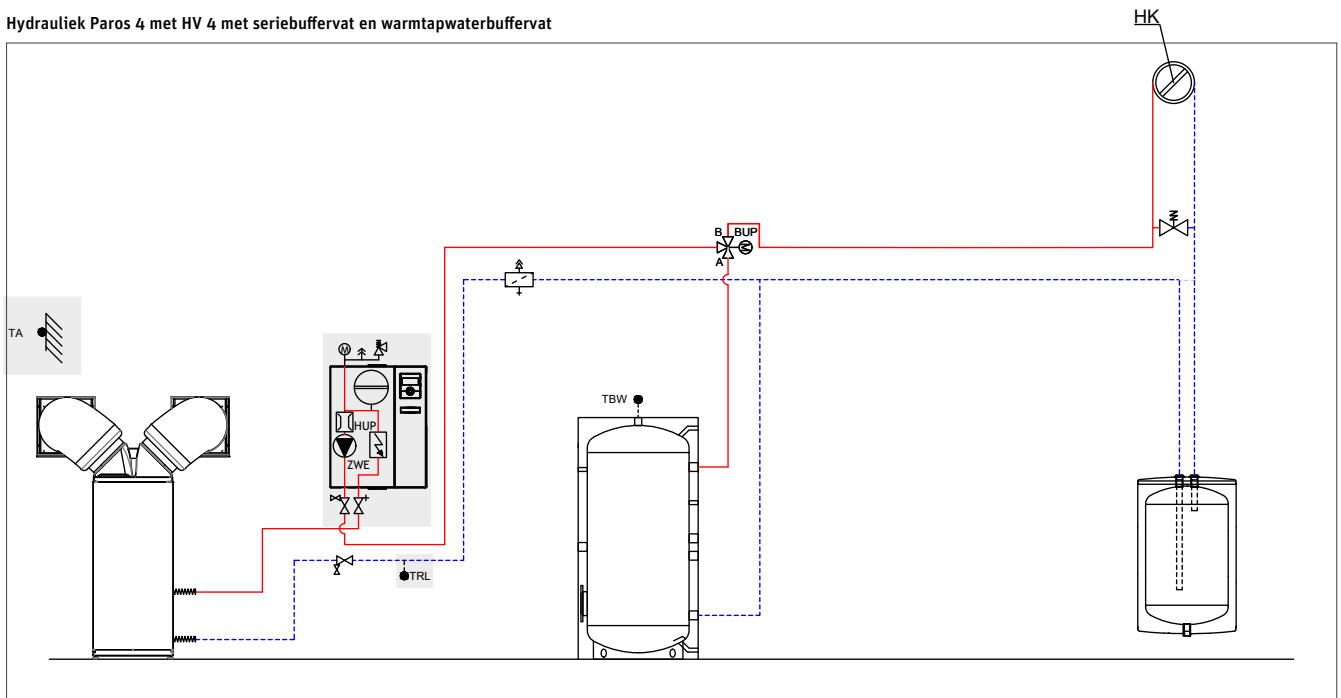 Hydrauliek Paros 4 met HV 4 met seriebuffervat en warmtapwaterbuffervat
HK
B BUP
M
A
TA
M
HUP
ZWE
TBW
TRL